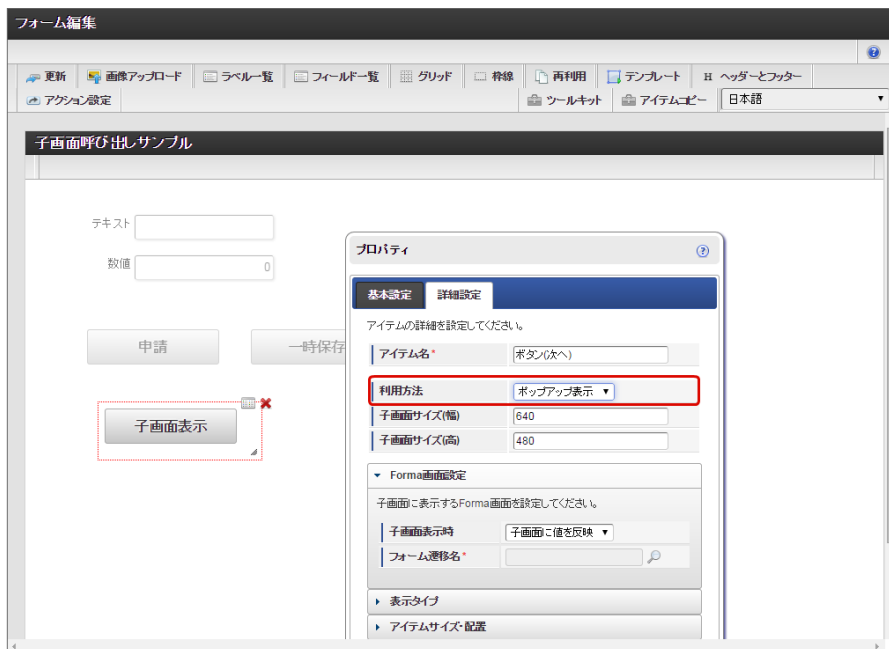 フォーム編集
更新 画像アップロード ラベル一覧 フィールド一覧 グリッド 枠線 再利用 テンプレート H ヘッダーとフッター
アクション設定 ツールキット アイテムコピー 日本語
子画面呼び出しサンプル
テキスト
数値 0
申請 一時保存
子画面表示
プロパティ
基本設定 詳細設定
アイテムの詳細を設定してください。
アイテム名* ボタン(次へ)
利用方法 ポップアップ表示
子画面サイズ(幅) 640
子画面サイズ(高) 480
Forma画面設定
子画面に表示するForma画面を設定してください。
子画面表示時 子画面に値を反映
フォーム遷移名*
表示タイプ
アイテムサイズ・配置